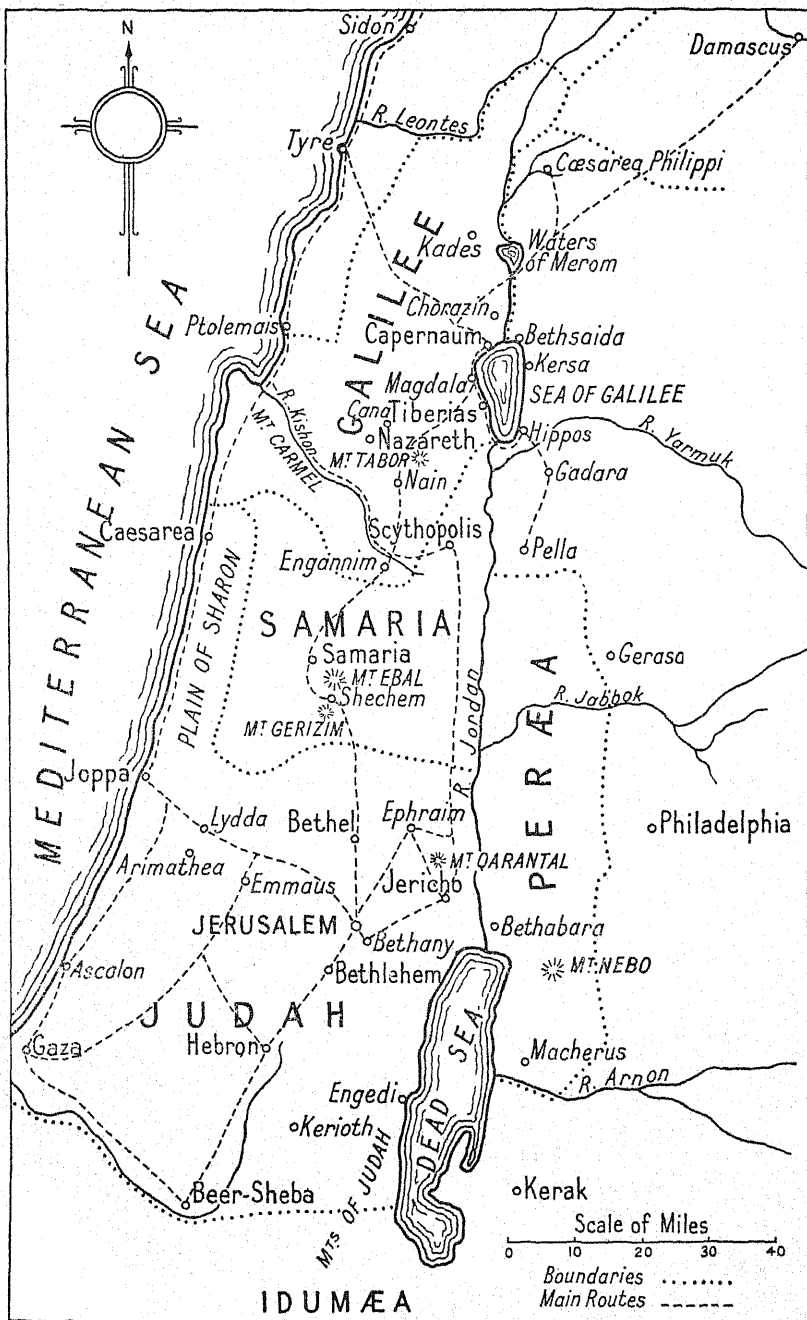 N
Sidon
Damascus
R. Leontes
Tyre
Cæsarea Philippi
GALILEE
Kades
Waters
of Merom
MEDITERRANEAN SEA
Chorazin
Ptolemais
Capernaum
Bethsaida
Kersa
Magdala
SEA OF GALILEE
R. Kishon
Cana
Tiberias
MT CARMEL
Nazareth
Hippos
R. Yarmuk
MT TABOR
Gadara
Nain
Caesarea
Scythopolis
Pella
Engannim
PLAIN OF SHARON
SAMARIA
Samaria
Gerasa
MT EBAL
Shechem
R. Jabbok
MT GERIZIM
R. Jordan
PERÆA
Joppa
Lydda
Bethel
Ephraim
Philadelphia
Arimathea
MT QARANTAL
Emmaus
Jericho
JERUSALEM
Bethabara
Bethany
Ascalon
Bethlehem
MT NEBO
JUDAH
Gaza
Hebron
DEAD SEA
Macherus
Engedi
R. Arnon
Kerioth
MTS OF JUDAH
Beer-Sheba
Kerak
Scale of Miles
0 10 20 30 40
Boundaries
Main Routes
IDUMÆA